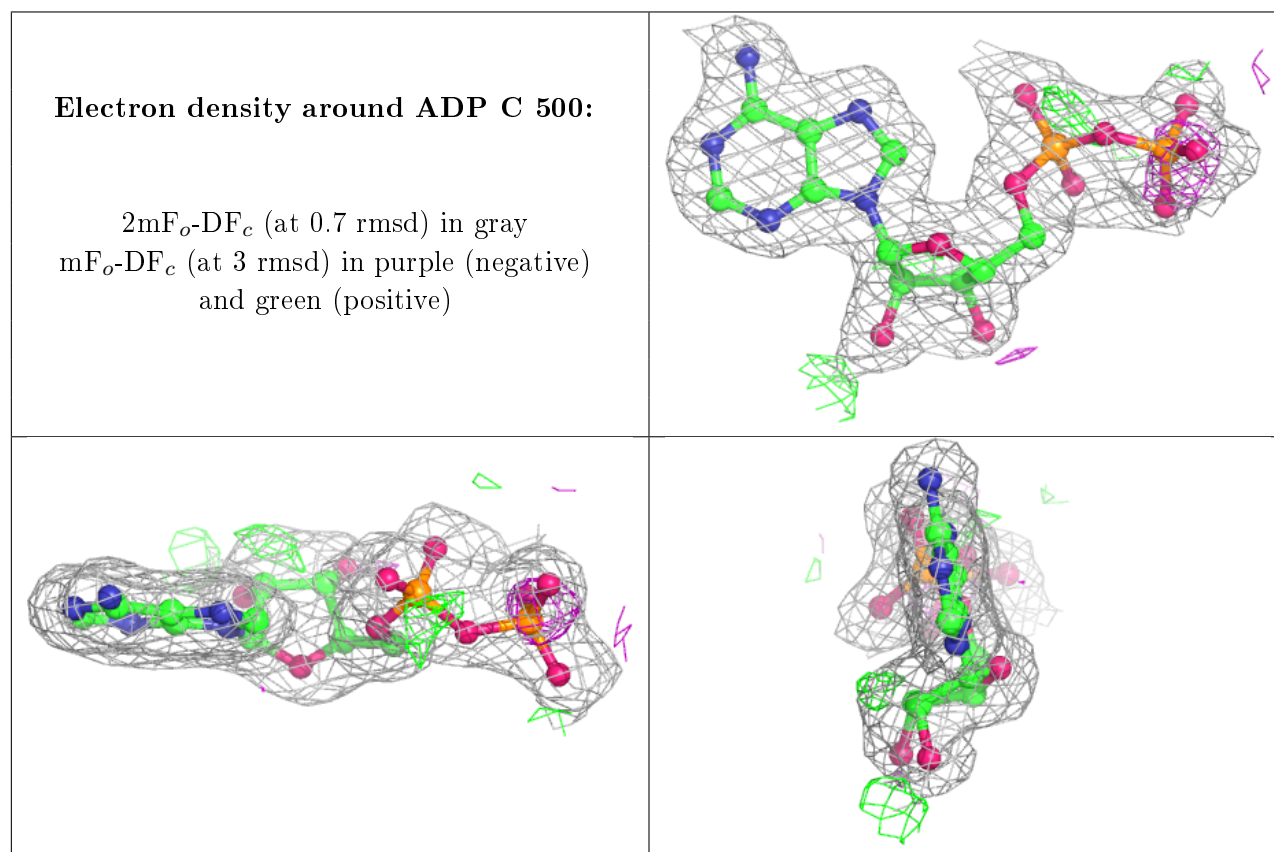 Electron density around ADP C 500:
2mFo-DFc (at 0.7 rmsd) in gray
mFo-DFc (at 3 rmsd) in purple (negative)
and green (positive)